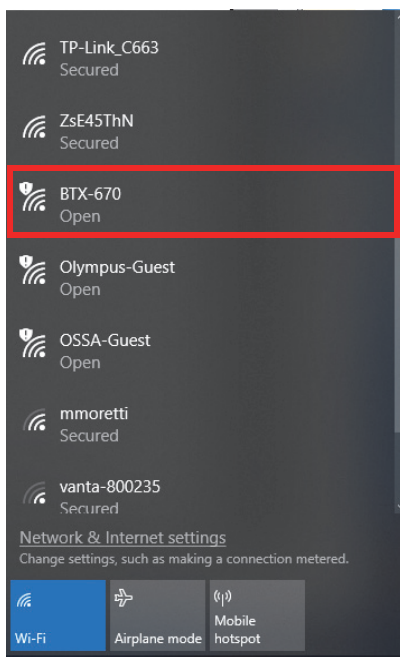 TP-Link_C663
Secured
ZsE45ThN
Secured
BTX-670
Open
Olympus-Guest
Open
OSSA-Guest
Open
mmoretti
Secured
vanta-800235
Secured
Network & Internet settings
Change settings, such as making a connection metered.
Wi-Fi
Airplane mode
Mobile
hotspot